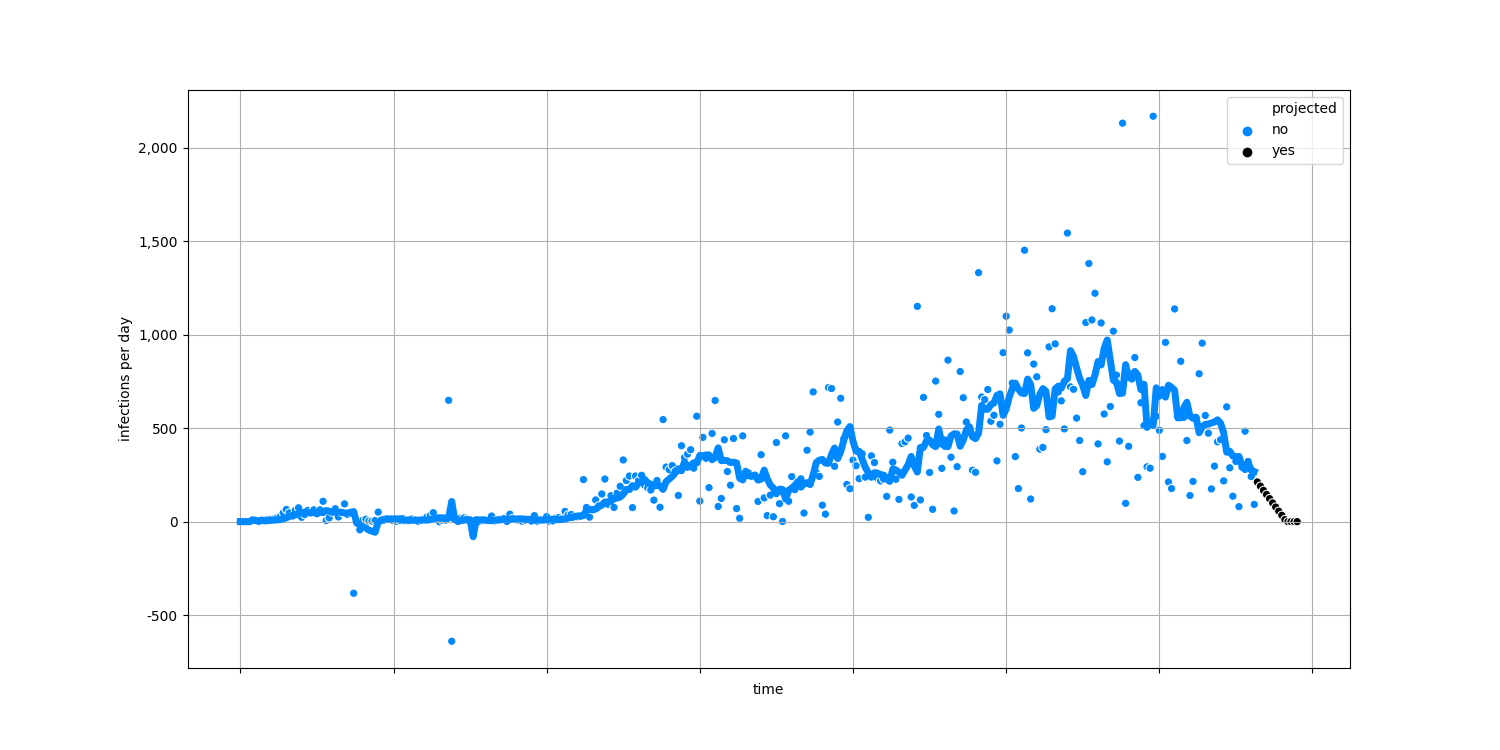 projected
no
yes
2,000
1,500
1,000
500
0
-500
infections per day
time